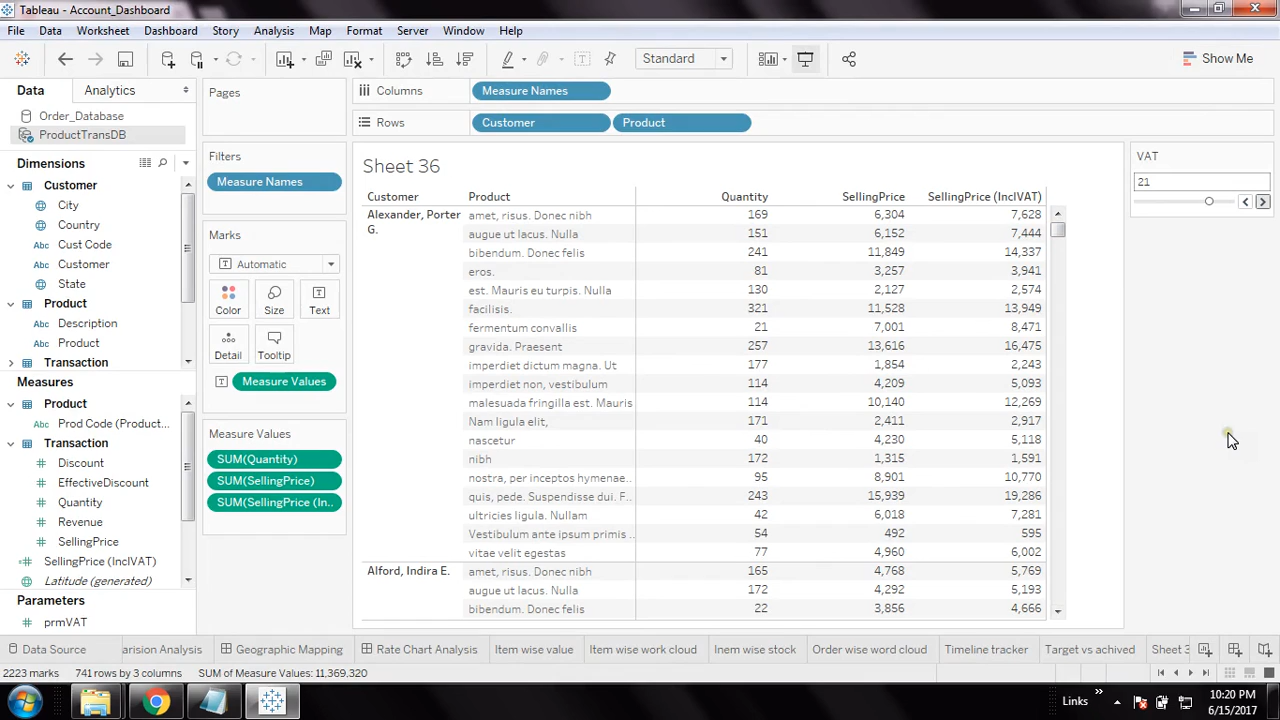 Tableau - Account_Dashboard
File Data Worksheet Dashboard Story Analysis Map Format Server Window Help
Standard
Show Me
Data Analytics
Order_Database
ProductTransDB
Dimensions
Customer
City
Country
Abc Cust Code
Abc Customer
State
Product
Abc Description
Abc Product
Transaction
Measures
Product
Abc Prod Code (Product...
Transaction
Discount
EffectiveDiscount
Quantity
Revenue
SellingPrice
SellingPrice (InclVAT)
Latitude (generated)
Parameters
prmVAT
Pages
Filters
Measure Names
Marks
Automatic
Color Size Text
Detail Tooltip
Measure Values
Measure Values
SUM(Quantity)
SUM(SellingPrice)
SUM(SellingPrice (In..
Columns Measure Names
Rows Customer Product
Sheet 36
Customer Product Quantity SellingPrice SellingPrice (InclVAT)
Alexander, Porter G. amet, risus. Donec nibh 169 6,304 7,628
augue ut lacus. Nulla 151 6,152 7,444
bibendum. Donec felis 241 11,849 14,337
eros. 81 3,257 3,941
est. Mauris eu turpis. Nulla 130 2,127 2,574
facilisis. 321 11,528 13,949
fermentum convallis 21 7,001 8,471
gravida. Praesent 257 13,616 16,475
imperdiet dictum magna. Ut 177 1,854 2,243
imperdiet non, vestibulum 114 4,209 5,093
malesuada fringilla est. Mauris 114 10,140 12,269
Nam ligula elit, 171 2,411 2,917
nascetur 40 4,230 5,118
nibh 172 1,315 1,591
nostra, per inceptos hymenae.. 95 8,901 10,770
quis, pede. Suspendisse dui. F.. 243 15,939 19,286
ultricies ligula. Nullam 42 6,018 7,281
Vestibulum ante ipsum primis .. 54 492 595
vitae velit egestas 77 4,960 6,002
Alford, Indira E. amet, risus. Donec nibh 165 4,768 5,769
augue ut lacus. Nulla 172 4,292 5,193
bibendum. Donec felis 22 3,856 4,666
VAT
21
Data Source arision Analysis Geographic Mapping Rate Chart Analysis Item wise value Item wise work cloud Inem wise stock Order wise word cloud Timeline tracker Target vs achived Sheet 3
2223 marks 741 rows by 3 columns SUM of Measure Values: 11,369,320
Links
10:20 PM
6/15/2017